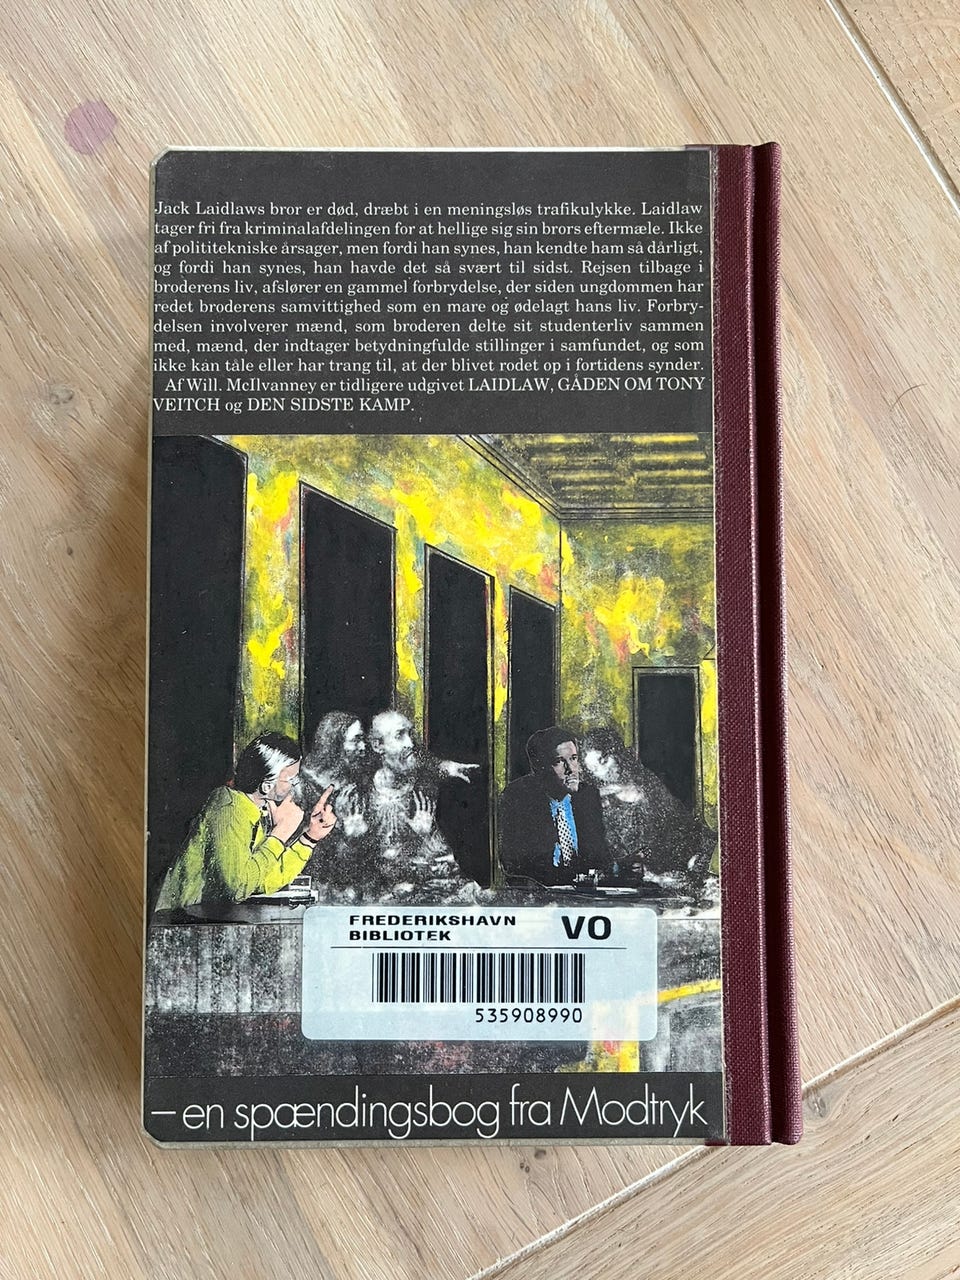 Jack Laidlaws bror er død, dræbt i en meningsløs trafikulykke. Laidlaw
tager fri fra kriminalafdelingen for at hellige sig sin brors eftermæle. Ikke
af polititekniske årsager, men fordi han synes, han kendte ham så dårligt,
og fordi han synes, han havde det så svært til sidst. Rejsen tilbage i
broderens liv, afslører en gammel forbrydelse, der siden ungdommen har
redet broderens samvittighed som en mare og ødelagt hans liv. Forbry-
delsen involverer mænd, som broderen delte sit studenterliv sammen
med, mænd, der indtager betydningfulde stillinger i samfundet, og som
ikke kan tåle eller har trang til, at der blivet rodet op i fortidens synder.
Af Will. McIlvanney er tidligere udgivet LAIDLAW, GÅDEN OM TONY
VEITCH og DEN SIDSTE KAMP.
FREDERIKSHAVN
BIBLIOTEK
VO
535908990
– en spændingsbog fra Modtryk